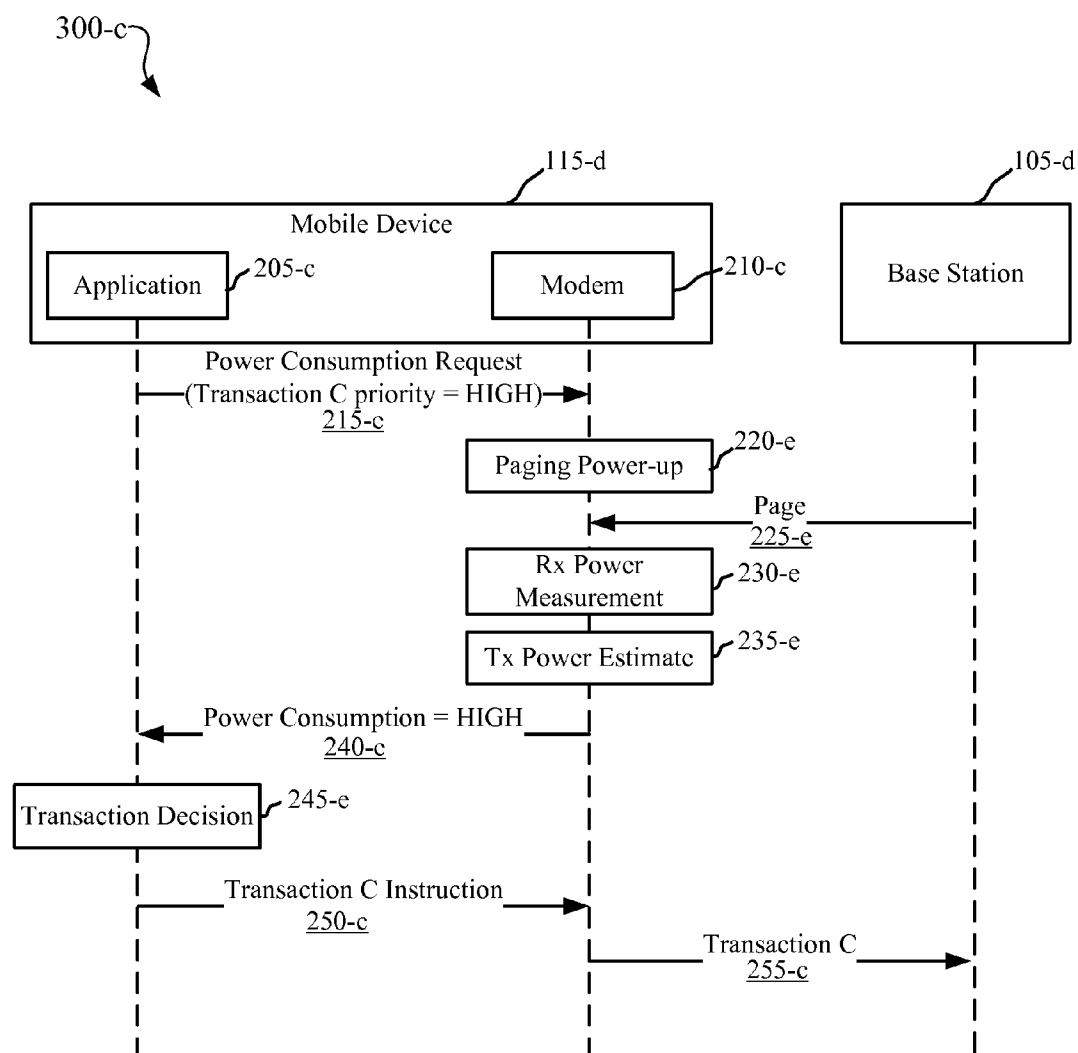 300-c
115-d
105-d
Mobile Device
Application
205-c
Modem
210-c
Base Station
Power Consumption Request
(Transaction C priority = HIGH)
215-e
Paging Power-up
220-e
Page
225-e
Rx Power
Measurement
230-e
Tx Power Estimate
235-e
Power Consumption = HIGH
240-c
Transaction Decision
245-e
Transaction C Instruction
250-c
Transaction C
255-c